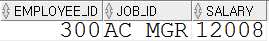 EMPLOYEE_ID JOB_ID SALARY
300 AC MGR 12008